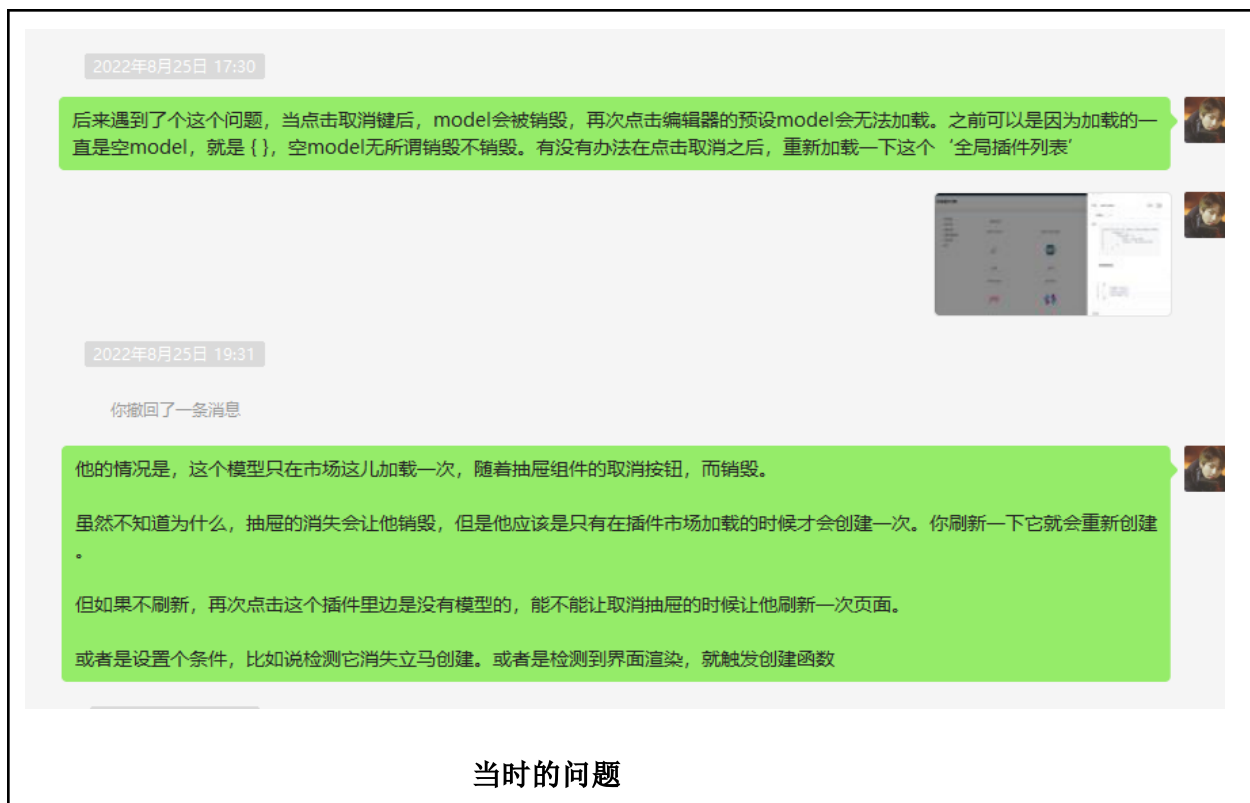 2022年8月25日 17:30
后来遇到了个这个问题，当点击取消键后，model会被销毁，再次点击编辑器的预设model会无法加载。之前可以是因为加载的一
直是空model，就是 { }，空model无所谓销毁不销毁。有没有办法在点击取消之后，重新加载一下这个‘全局插件列表’
2022年8月25日 19:31
你撤回了一条消息
他的情况是，这个模型只在市场这儿加载一次，随着抽屉组件的取消按钮，而销毁。
虽然不知道为什么，抽屉的消失会让他销毁，但是他应该是只有在插件市场加载的时候才会创建一次。你刷新一下它就会重新创建
。
但如果不刷新，再次点击这个插件里边是没有模型的，能不能让取消抽屉的时候让他刷新一次页面。
或者是设置个条件，比如说检测它消失立马创建。或者是检测到界面渲染，就触发创建函数
当时的问题